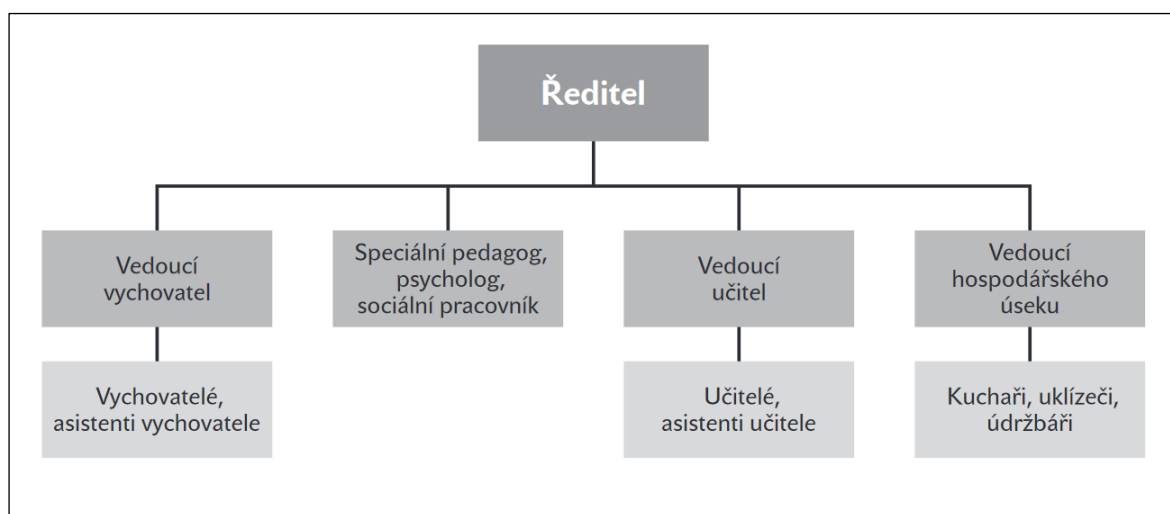 Ředitel
Vedoucí
vychovatel
Speciální pedagog,
psycholog,
sociální pracovník
Vedoucí
učitel
Vedoucí
hospodářského
úseku
Vychovatelé,
asistenti vychovatele
Učitelé,
asistenti učitele
Kuchaři, uklízeči,
údržbáři